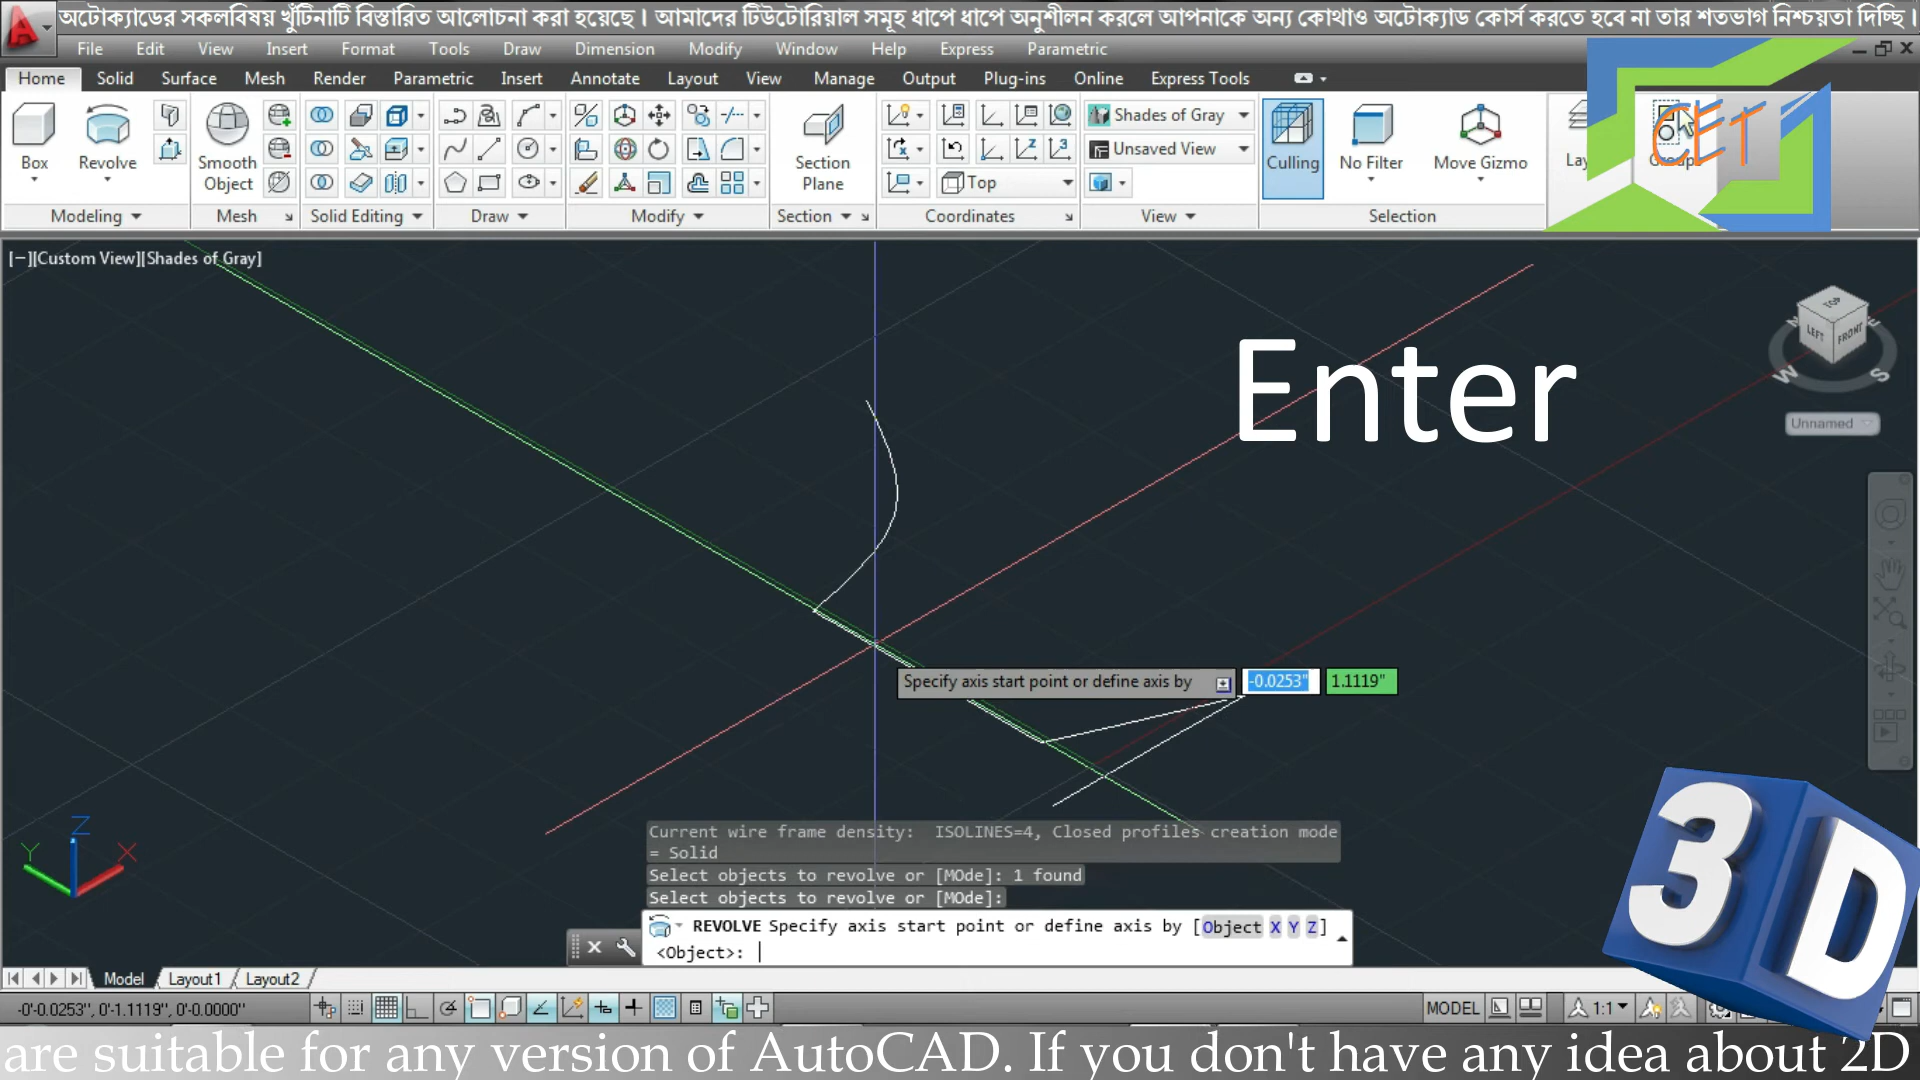 অটোক্যাডের সকলবিষয় খুঁটিনাটি বিস্তারিত আলোচনা করা হয়েছে। আমাদের টিউটোরিয়াল সমূহ ধাপে ধাপে অনুশীলন করলে আপনাকে অন্য কোথাও অটোক্যাড কোর্স করতে হবে না তার শতভাগ নিশ্চয়তা দিচ্ছি।
File Edit View Insert Format Tools Draw Dimension Modify Window Help Express Parametric
Home Solid Surface Mesh Render Parametric Insert Annotate Layout View Manage Output Plug-ins Online Express Tools
Shades of Gray
Unsaved View
Box Revolve Smooth Object Section Plane Culling No Filter Move Gizmo
Top
CET
Modeling Mesh Solid Editing Draw Modify Section Coordinates View Selection
[−][Custom View][Shades of Gray]
TOP
LEFT FRONT
W S
Unnamed
Enter
Specify axis start point or define axis by -0.0253" 1.1119"
Z
Y X
Current wire frame density: ISOLINES=4, Closed profiles creation mode
= Solid
Select objects to revolve or [MOde]: 1 found
Select objects to revolve or [MOde]:
REVOLVE Specify axis start point or define axis by [Object X Y Z]
<Object>:
3D
Model Layout1 Layout2
-0'-0.0253", 0'-1.1119", 0'-0.0000" MODEL 1:1
are suitable for any version of AutoCAD. If you don't have any idea about 2D